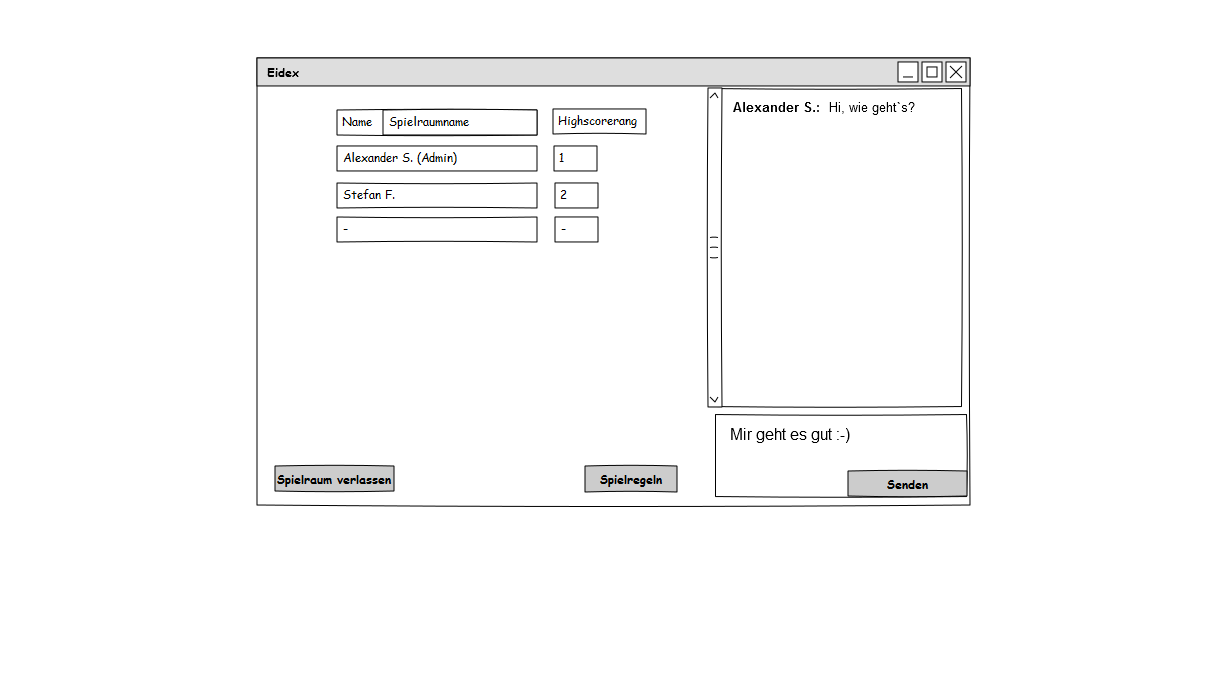 Eidex
Name Spielraumname Highscorerang
Alexander S. (Admin) 1
Stefan F. 2
- -
Alexander S.: Hi, wie geht`s?
Mir geht es gut :-)
Spielraum verlassen Spielregeln Senden